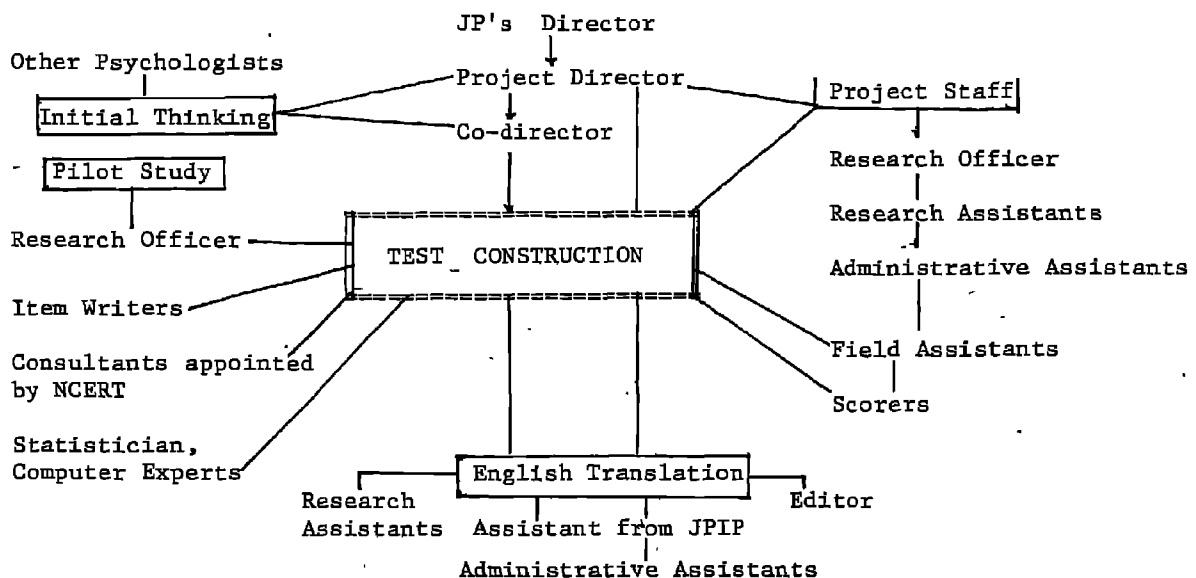 JP's Director
Other Psychologists
Project Director
Project Staff
Initial Thinking
Co-director
Pilot Study
Research Officer
Research Assistants
Research Officer
TEST CONSTRUCTION
Administrative Assistants
Item Writers
Consultants appointed
by NCERT
Field Assistants
Scorers
Statistician,
Computer Experts
English Translation
Research
Assistants
Editor
Assistant from JPIP
Administrative Assistants